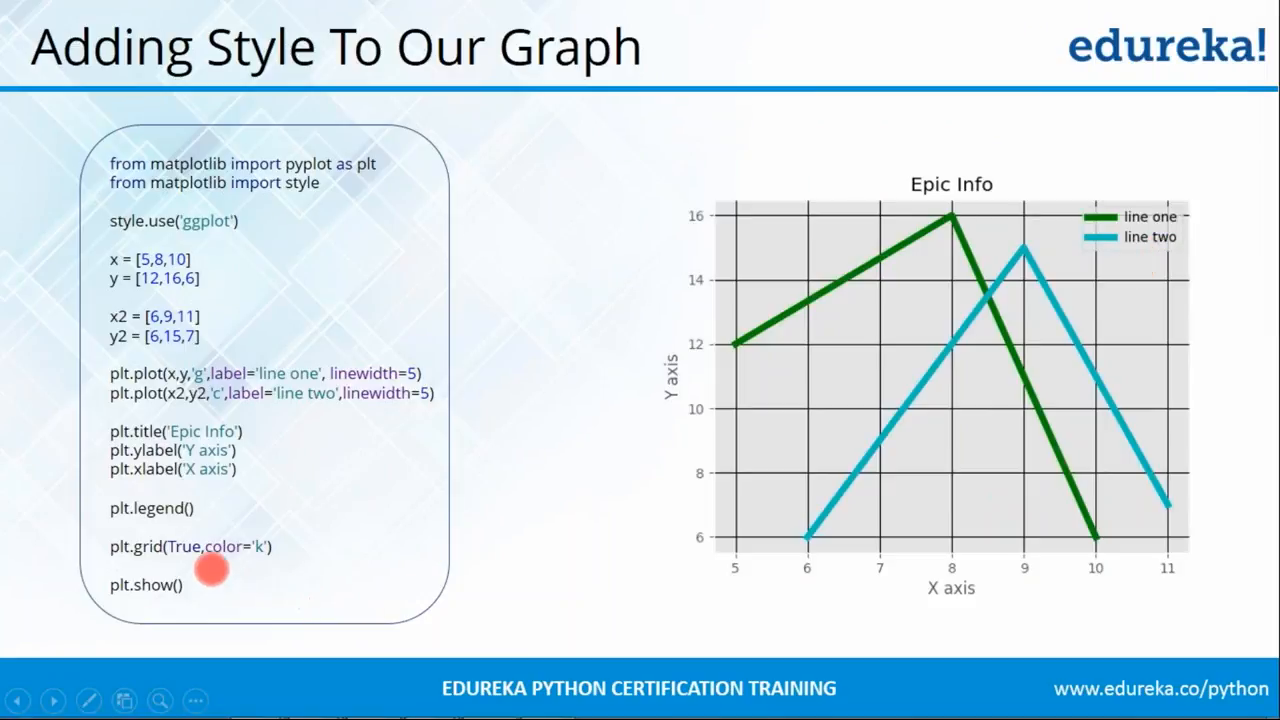 Adding Style To Our Graph
edureka!
from matplotlib import pyplot as plt
from matplotlib import style
style.use('ggplot')
x = [5,8,10]
y = [12,16,6]
x2 = [6,9,11]
y2 = [6,15,7]
plt.plot(x,y,'g',label='line one', linewidth=5)
plt.plot(x2,y2,'c',label='line two',linewidth=5)
plt.title('Epic Info')
plt.ylabel('Y axis')
plt.xlabel('X axis')
plt.legend()
plt.grid(True,color='k')
plt.show()
Epic Info
line one
line two
Y axis
16
14
12
10
8
6
5 6 7 8 9 10 11
X axis
EDUREKA PYTHON CERTIFICATION TRAINING
www.edureka.co/python